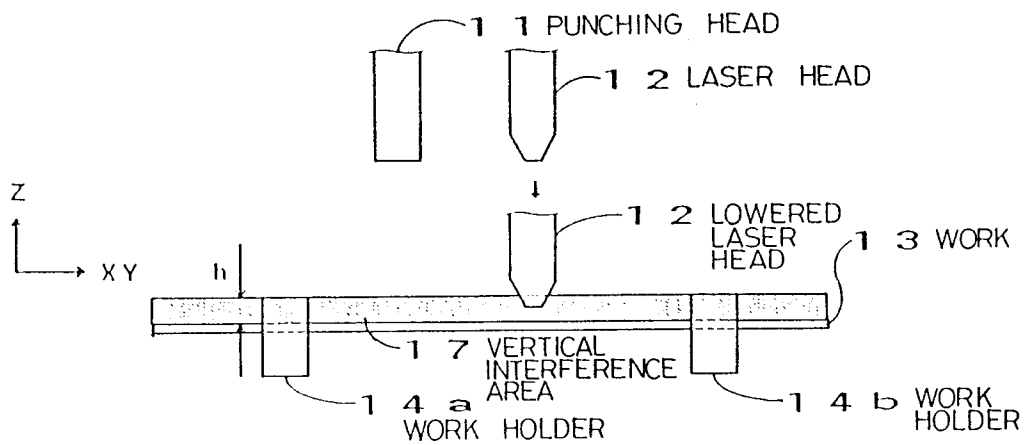 1 1 PUNCHING HEAD
1 2 LASER HEAD
Z
1 2 LOWERED
LASER
HEAD
1 3 WORK
X Y
h
1 7 VERTICAL
INTERFERENCE
AREA
1 4 a
WORK HOLDER
1 4 b WORK
HOLDER